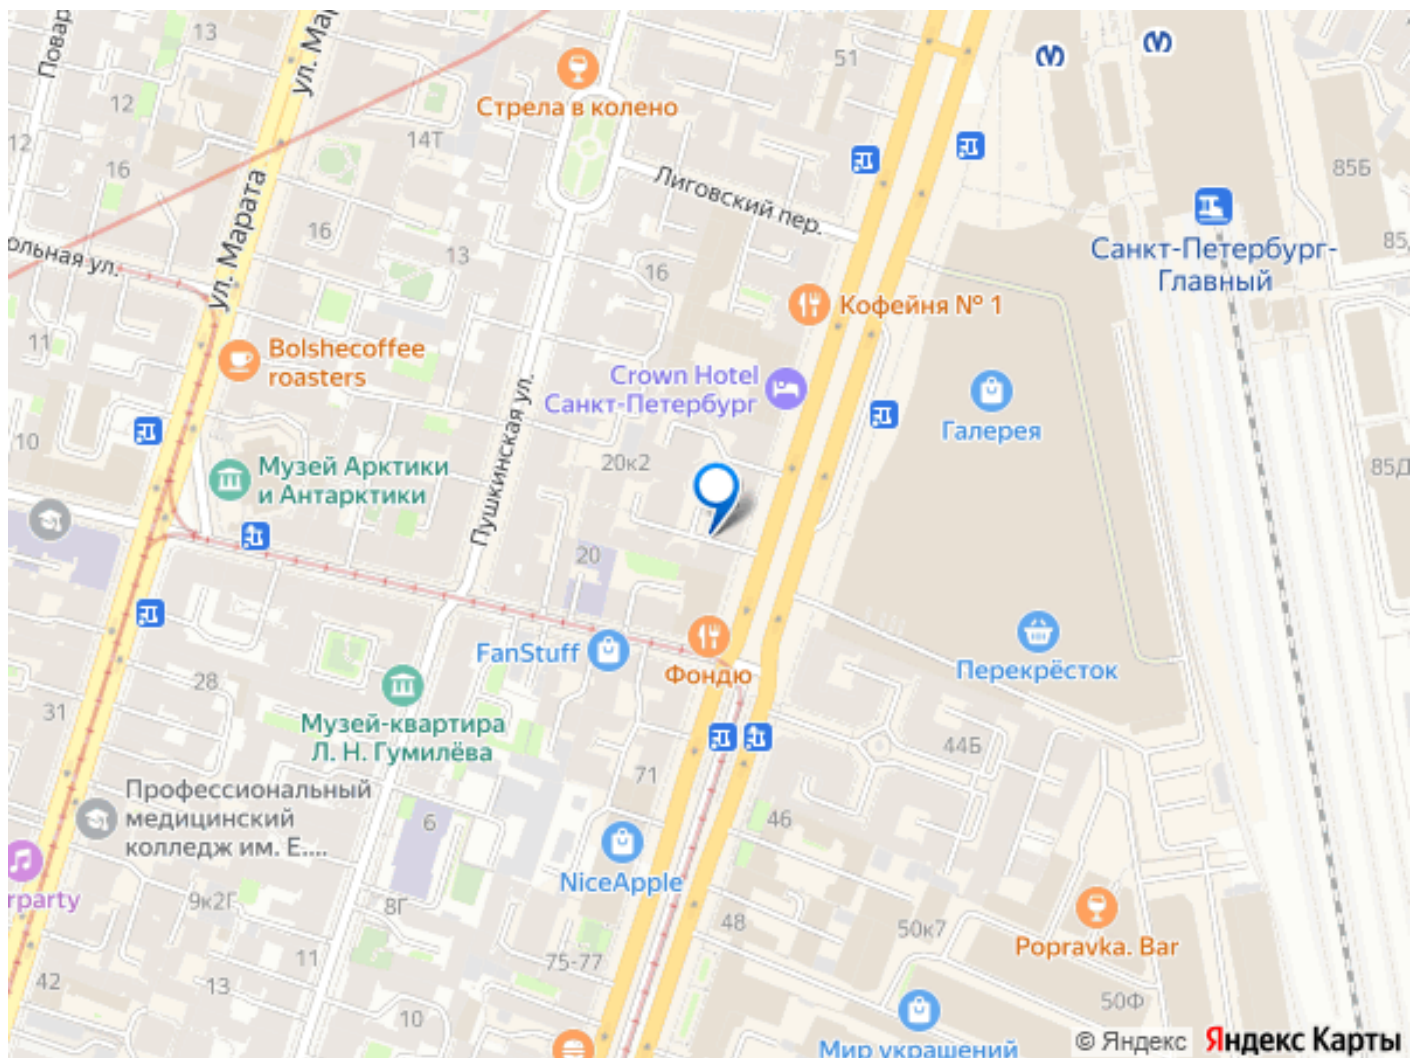 13
ул. Ма
Повар
12
14Т
Стрела в колено
51
12
16
ул. Марата
Лиговский пер.
85Б
16
13
16
ольная ул.
Санкт-Петербург-
Главный
85
Кофейня № 1
11
Bolshecoffee
roasters
Crown Hotel
Санкт-Петербург
Галерея
Пушкинская ул.
10
20к2
85Д
Музей Арктики
и Антарктики
20
FanStuff
Фондю
Перекрёсток
28
31
Музей-квартира
Л. Н. Гумилёва
44Б
71
Профессиональный
медицинский
колледж им. Е....
6
46
NiceApple
rparty
9к2Г
8Г
48
50к7
Popravka. Bar
11
75-77
42
13
10
50Ф
Мир украшений
© Яндекс
Яндекс Карты